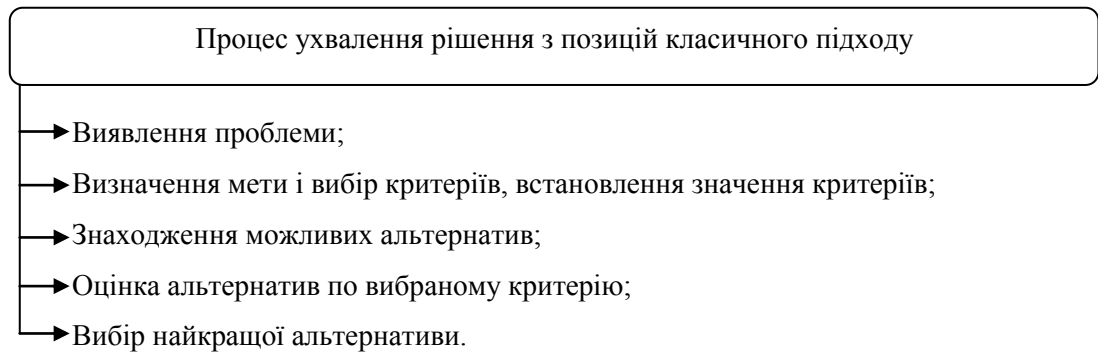 Процес ухвалення рішення з позицій класичного підходу
Виявлення проблеми;
Визначення мети і вибір критеріїв, встановлення значення критеріїв;
Знаходження можливих альтернатив;
Оцінка альтернатив по вибраному критерію;
Вибір найкращої альтернативи.